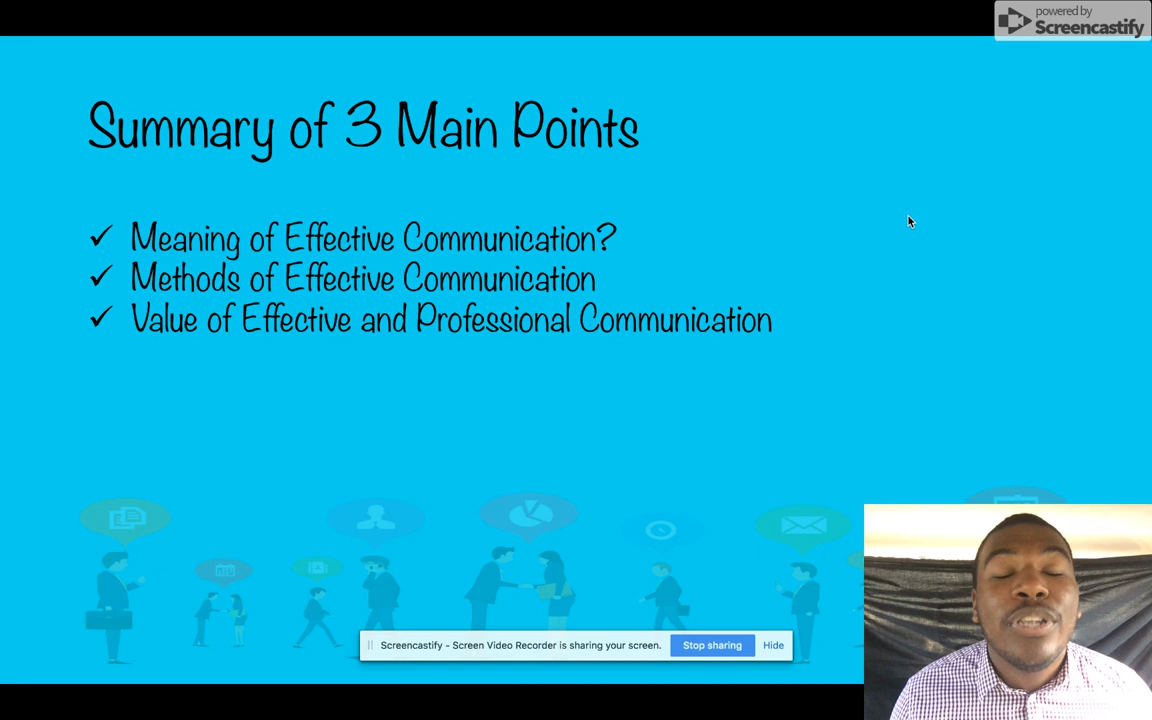 powered by
Screencastify
Summary of 3 Main Points
✓ Meaning of Effective Communication?
✓ Methods of Effective Communication
✓ Value of Effective and Professional Communication
Screencastify - Screen Video Recorder is sharing your screen. Stop sharing Hide